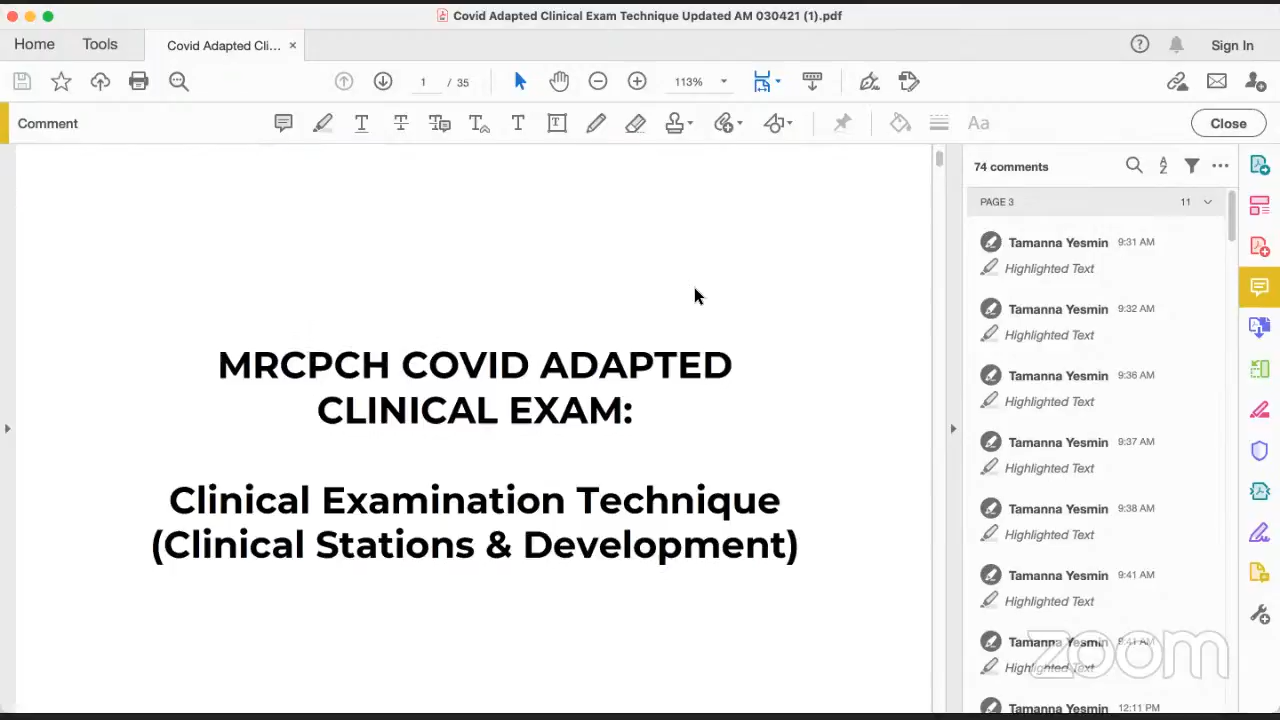 Covid Adapted Clinical Exam Technique Updated AM 030421 (1).pdf
Home
Tools
Covid Adapted Cli... ×
Sign In
1 / 35
113%
Comment
Aa
Close
MRCPCH COVID ADAPTED
CLINICAL EXAM:
Clinical Examination Technique
(Clinical Stations & Development)
74 comments
PAGE 3 11
Tamanna Yesmin 9:31 AM
Highlighted Text
Tamanna Yesmin 9:32 AM
Highlighted Text
Tamanna Yesmin 9:36 AM
Highlighted Text
Tamanna Yesmin 9:37 AM
Highlighted Text
Tamanna Yesmin 9:38 AM
Highlighted Text
Tamanna Yesmin 9:41 AM
Highlighted Text
Tamanna Yesmin 9:41 AM
Highlighted Text
Tamanna Yesmin 12:11 PM
zoom